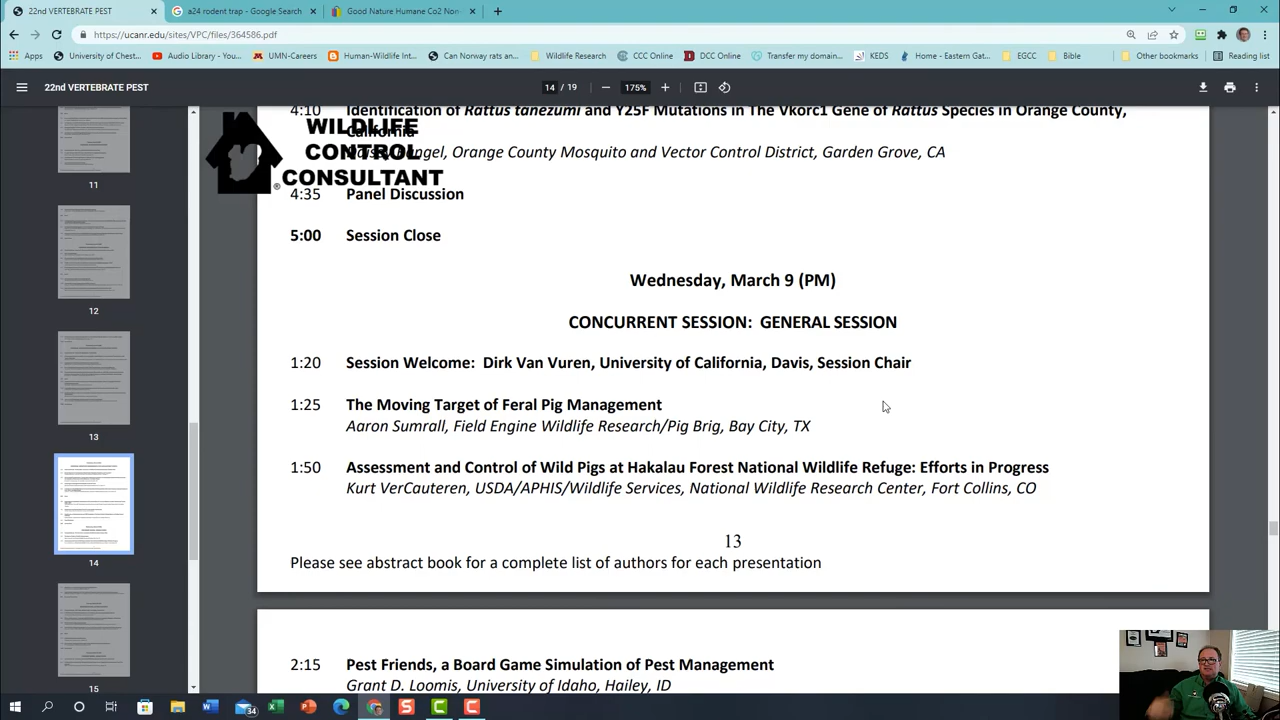 22nd VERTEBRATE PEST
a24 rodent trap - Google Search
Good Nature Humane Co2 Non-
https://ucanr.edu/sites/VPC/files/364586.pdf
Apps
University of Chest...
Audio Library - You...
UMN-Careers
Human-Wildlife Int...
Can Norway rats an...
Wildlife Research
CCC Online
DCC Online
Transfer my domain...
KEDS
Home - Eastern Gat...
EGCC
Bible
Other bookmarks
Reading list
22nd VERTEBRATE PEST
14 / 19
175%
11
12
13
14
15
WILDLIFE
CONTROL
CONSULTANT®
4:10 Identification of Rattus tanezumi and Y25F Mutations in The Vkorc1 Gene of Rattus Species in Orange County,
California
Orange County Mosquito and Vector Control District, Garden Grove, CA
4:35 Panel Discussion
5:00 Session Close
Wednesday, March 9 (PM)
CONCURRENT SESSION: GENERAL SESSION
1:20 Session Welcome: Dirk Van Vuren, University of California, Davis, Session Chair
1:25 The Moving Target of Feral Pig Management
Aaron Sumrall, Field Engine Wildlife Research/Pig Brig, Bay City, TX
1:50 Assessment and Control of Wild Pigs at Hakalau Forest National Wildlife Refuge: Efforts in Progress
Kurt VerCauteren, USDA/APHIS/Wildlife Services, National Wildlife Research Center, Fort Collins, CO
13
Please see abstract book for a complete list of authors for each presentation
2:15 Pest Friends, a Board Game Simulation of Pest Management
Grant D. Loomis, University of Idaho, Hailey, ID
34